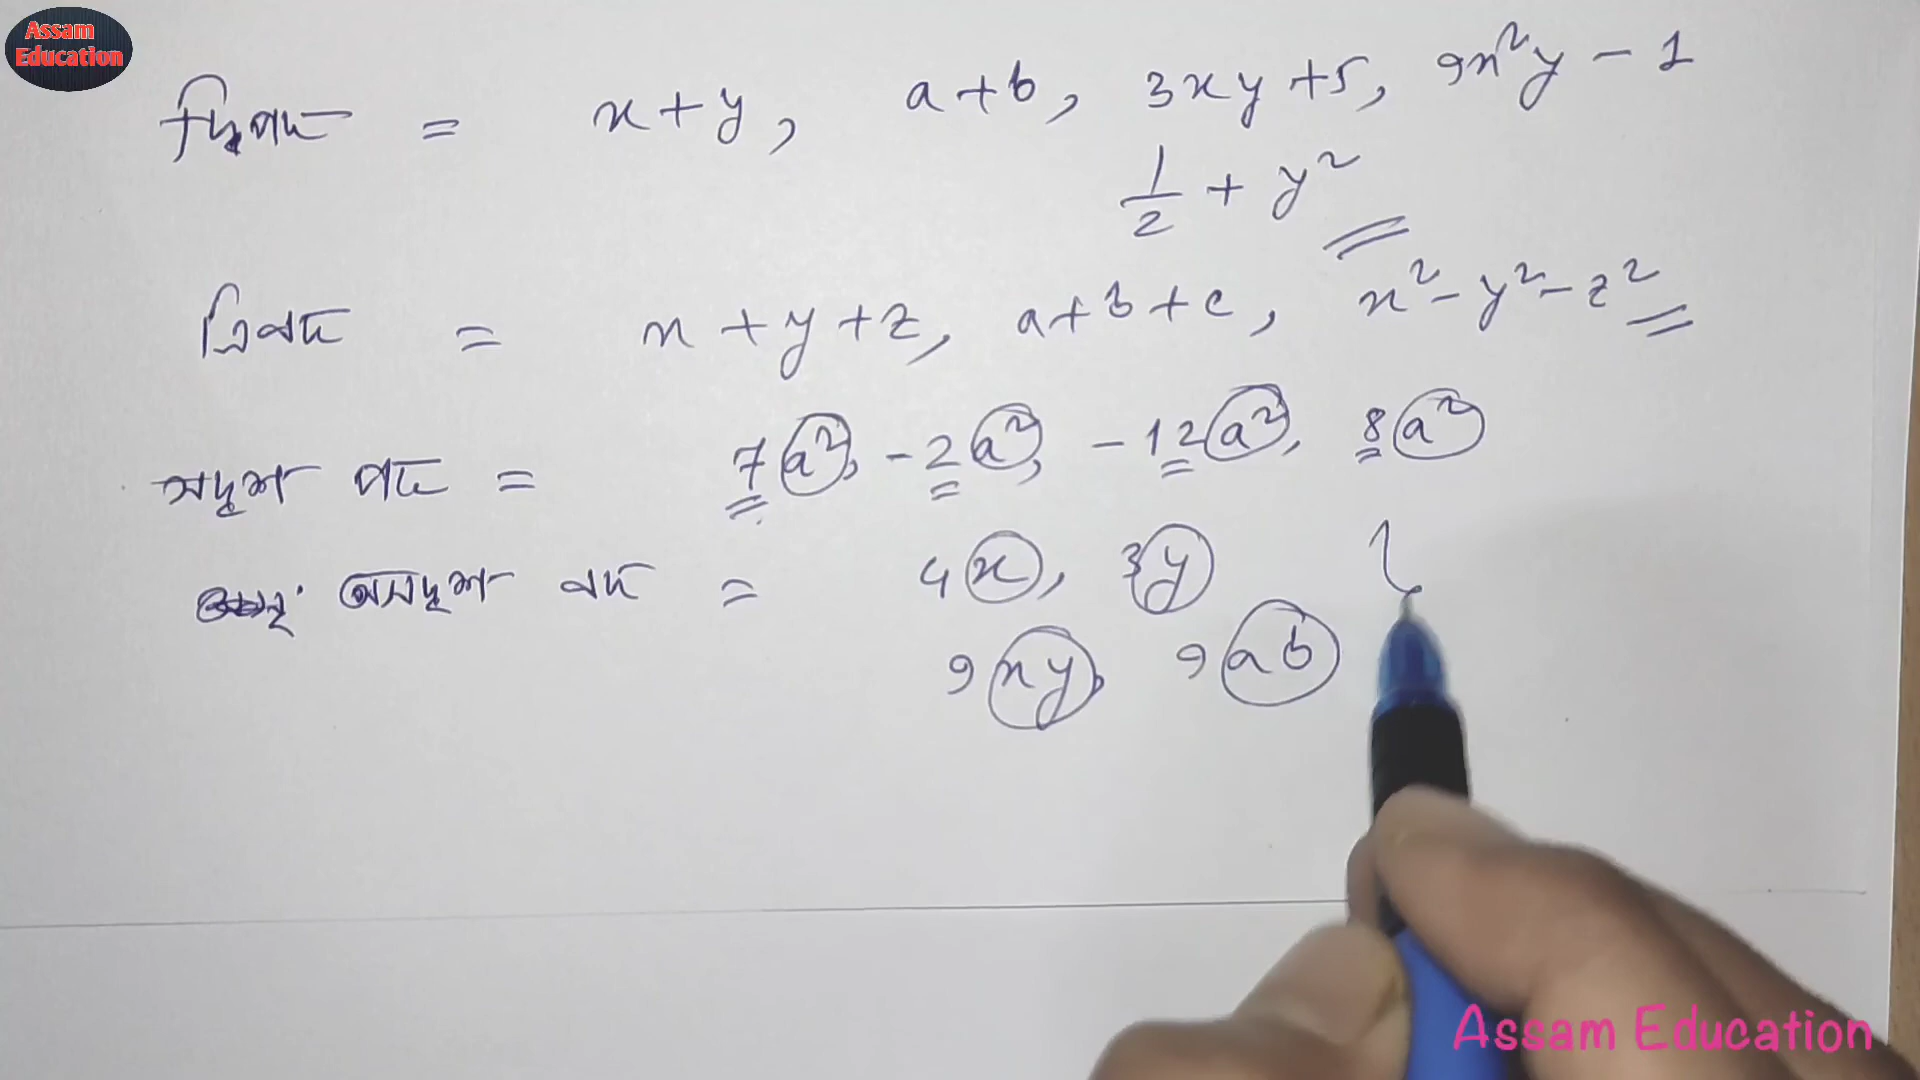 Assam
Education
দ্বিপদ = x + y, a + b, 3xy + 5, 9x²y - 1
1/2 + y²
ত্ৰিপদ = x + y + z, a + b + c, x² - y² - z²
সদৃশ পদ = 7a², -2a², -12a², 8a²
অসদৃশ পদ = 4x, 3y
9xy, 9ab
Assam Education